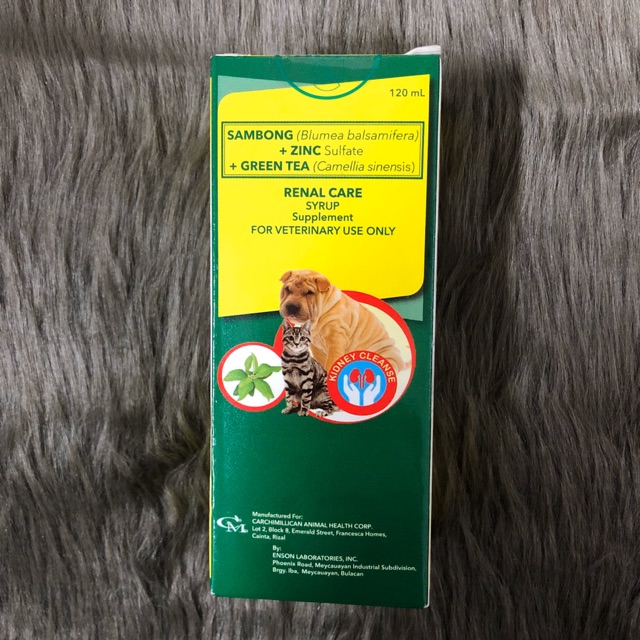 120 mL
SAMBONG (Blumea balsamifera)
+ ZINC Sulfate
+ GREEN TEA (Camellia sinensis)
RENAL CARE
SYRUP
Supplement
FOR VETERINARY USE ONLY
KIDNEY CLEANSE
CM
Manufactured For:
CARCHIMILLICAN ANIMAL HEALTH CORP.
Lot 2, Block 8, Emerald Street, Francesca Homes,
Cainta, Rizal
By:
ENSON LABORATORIES, INC.
Phoenix Road, Meycauayan Industrial Subdivision,
Brgy. Iba, Meycauayan, Bulacan